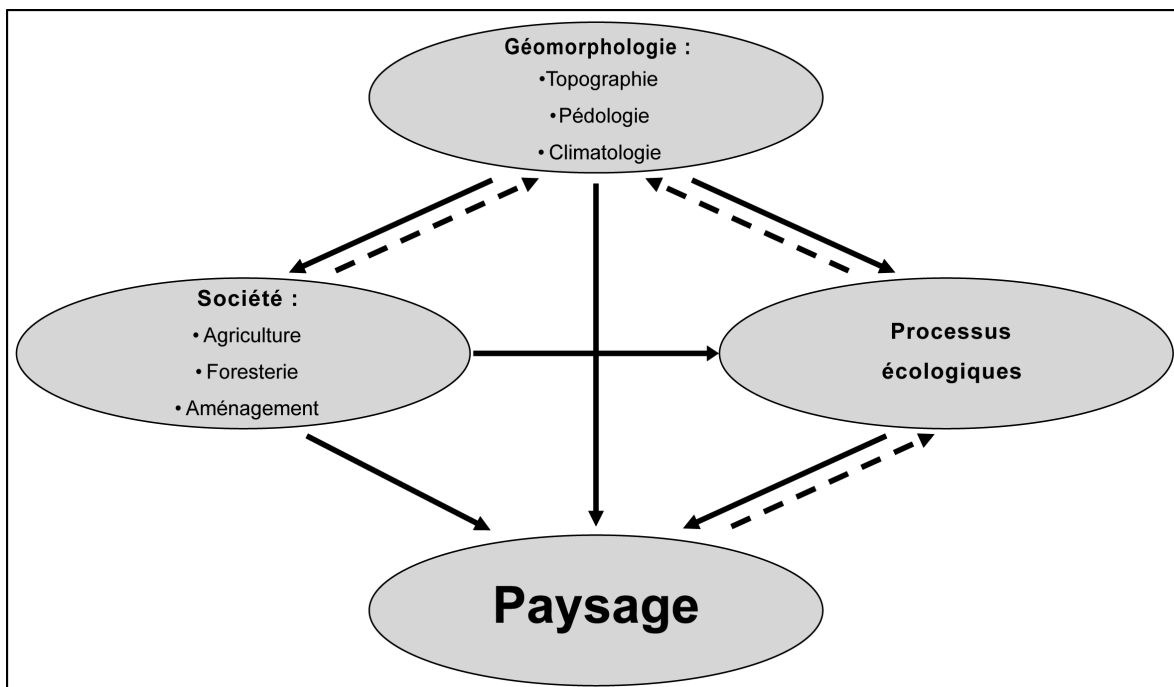 Géomorphologie :
•Topographie
•Pédologie
• Climatologie
Société :
• Agriculture
• Foresterie
• Aménagement
Processus
écologiques
Paysage